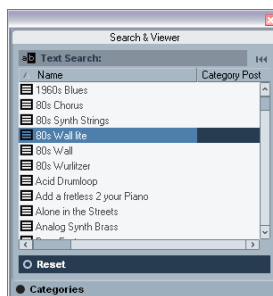 Search & Viewer
ab Text Search:
Name Category Post
1960s Blues
80s Chorus
80s Synth Strings
80s Wall lite
80s Wall
80s Wurlitzer
Acid Drumloop
Add a fretless 2 your Piano
Alone in the Streets
Analog Synth Brass
Reset
Categories